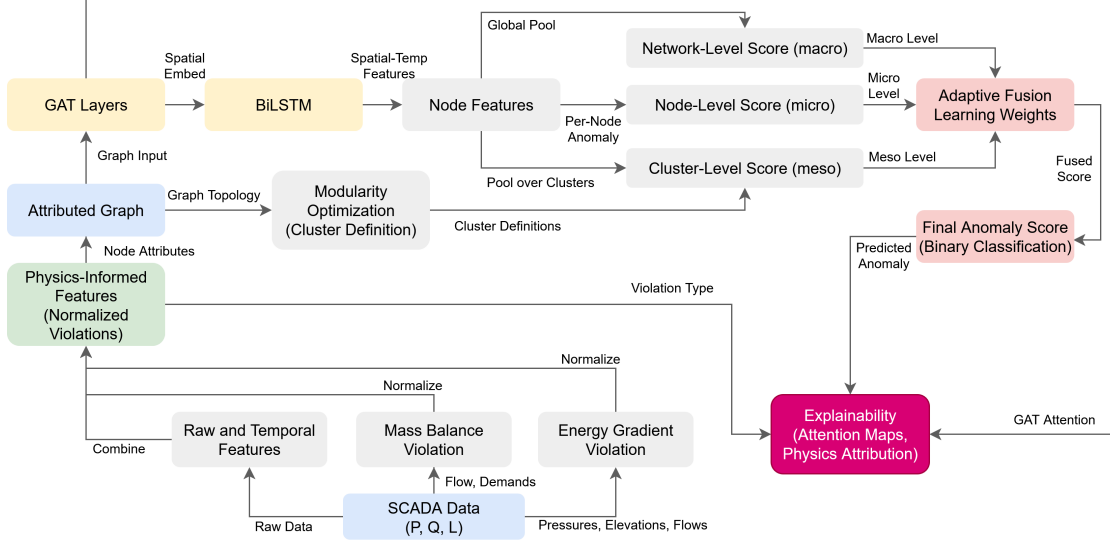 Global Pool
Network-Level Score (macro)
Macro Level
Spatial
Embed
Spatial-Temp
Features
GAT Layers
BiLSTM
Node Features
Per-Node
Anomaly
Node-Level Score (micro)
Micro
Level
Adaptive Fusion
Learning Weights
Graph Input
Pool over Clusters
Cluster-Level Score (meso)
Meso Level
Fused
Score
Attributed Graph
Graph Topology
Modularity
Optimization
(Cluster Definition)
Cluster Definitions
Final Anomaly Score
(Binary Classification)
Predicted
Anomaly
Node Attributes
Physics-Informed
Features
(Normalized
Violations)
Violation Type
Normalize
Normalize
Combine
Raw and Temporal
Features
Mass Balance
Violation
Energy Gradient
Violation
Explainability
(Attention Maps,
Physics Attribution)
GAT Attention
Flow, Demands
Raw Data
SCADA Data
(P, Q, L)
Pressures, Elevations, Flows